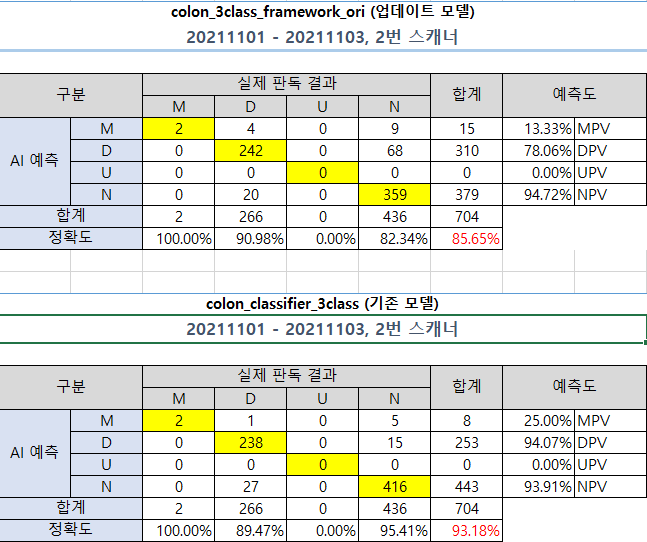 colon_3class_framework_ori (업데이트 모델)
20211101 - 20211103, 2번 스캐너
구분 실제 판독 결과 합계 예측도
M D U N
AI 예측 M 2 4 0 9 15 13.33% MPV
D 0 242 0 68 310 78.06% DPV
U 0 0 0 0 0 0.00% UPV
N 0 20 0 359 379 94.72% NPV
합계 2 266 0 436 704
정확도 100.00% 90.98% 0.00% 82.34% 85.65%
colon_classifier_3class (기존 모델)
20211101 - 20211103, 2번 스캐너
구분 실제 판독 결과 합계 예측도
M D U N
AI 예측 M 2 1 0 5 8 25.00% MPV
D 0 238 0 15 253 94.07% DPV
U 0 0 0 0 0 0.00% UPV
N 0 27 0 416 443 93.91% NPV
합계 2 266 0 436 704
정확도 100.00% 89.47% 0.00% 95.41% 93.18%